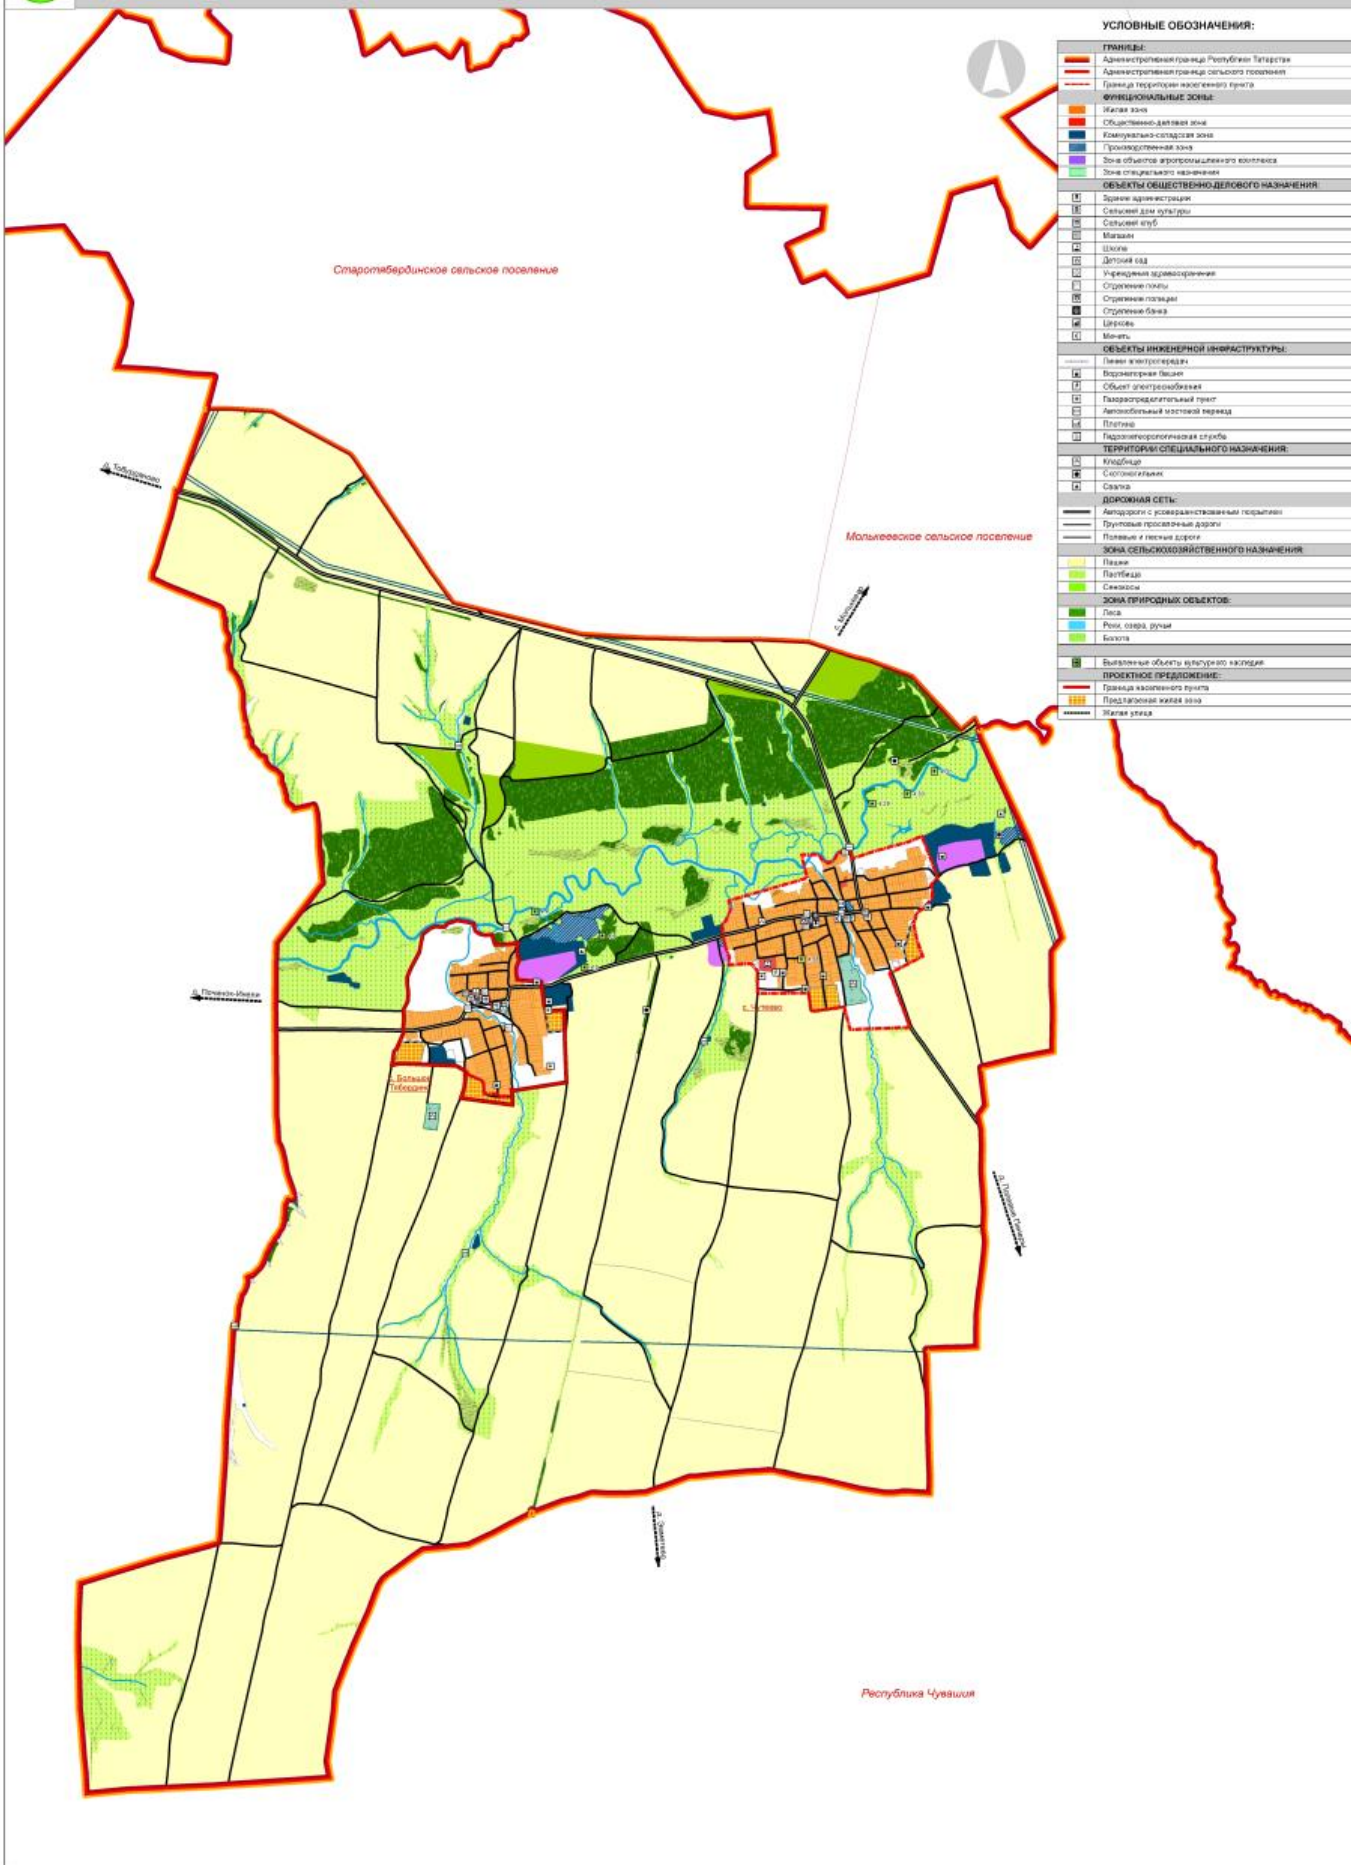 УСЛОВНЫЕ ОБОЗНАЧЕНИЯ:
ГРАНИЦЫ:
Административная граница Республики Татарстан
Административная граница сельского поселения
Граница территории населенного пункта
ФУНКЦИОНАЛЬНЫЕ ЗОНЫ:
Жилая зона
Общественно-деловая зона
Коммунально-складская зона
Производственная зона
Зона объектов агропромышленного комплекса
Зона специального назначения
ОБЪЕКТЫ ОБЩЕСТВЕННО-ДЕЛОВОГО НАЗНАЧЕНИЯ:
Здание администрации
Сельский дом культуры
Сельский клуб
Магазин
Школа
Детский сад
Учреждения здравоохранения
Отделение почты
Отделение полиции
Отделение банка
Церковь
Мечеть
ОБЪЕКТЫ ИНЖЕНЕРНОЙ ИНФРАСТРУКТУРЫ:
Линии электропередач
Водонапорная башня
Объект электроснабжения
Газораспределительный пункт
Автомобильный мостовой переход
Плотина
Гидрометеорологическая служба
ТЕРРИТОРИИ СПЕЦИАЛЬНОГО НАЗНАЧЕНИЯ:
Кладбище
Скотомогильник
Свалка
ДОРОЖНАЯ СЕТЬ:
Автодороги с усовершенствованным покрытием
Грунтовые проселочные дороги
Полевые и лесные дороги
ЗОНА СЕЛЬСКОХОЗЯЙСТВЕННОГО НАЗНАЧЕНИЯ:
Пашни
Пастбища
Сенокосы
ЗОНА ПРИРОДНЫХ ОБЪЕКТОВ:
Леса
Реки, озера, ручьи
Болота
Выявленные объекты культурного наследия
ПРОЕКТНОЕ ПРЕДЛОЖЕНИЕ:
Граница населенного пункта
Предлагаемая жилая зона
Жилая улица
Старотябердинское сельское поселение
Молькеевское сельское поселение
с. Молькеево
с. Чутеево
Республика Чувашия